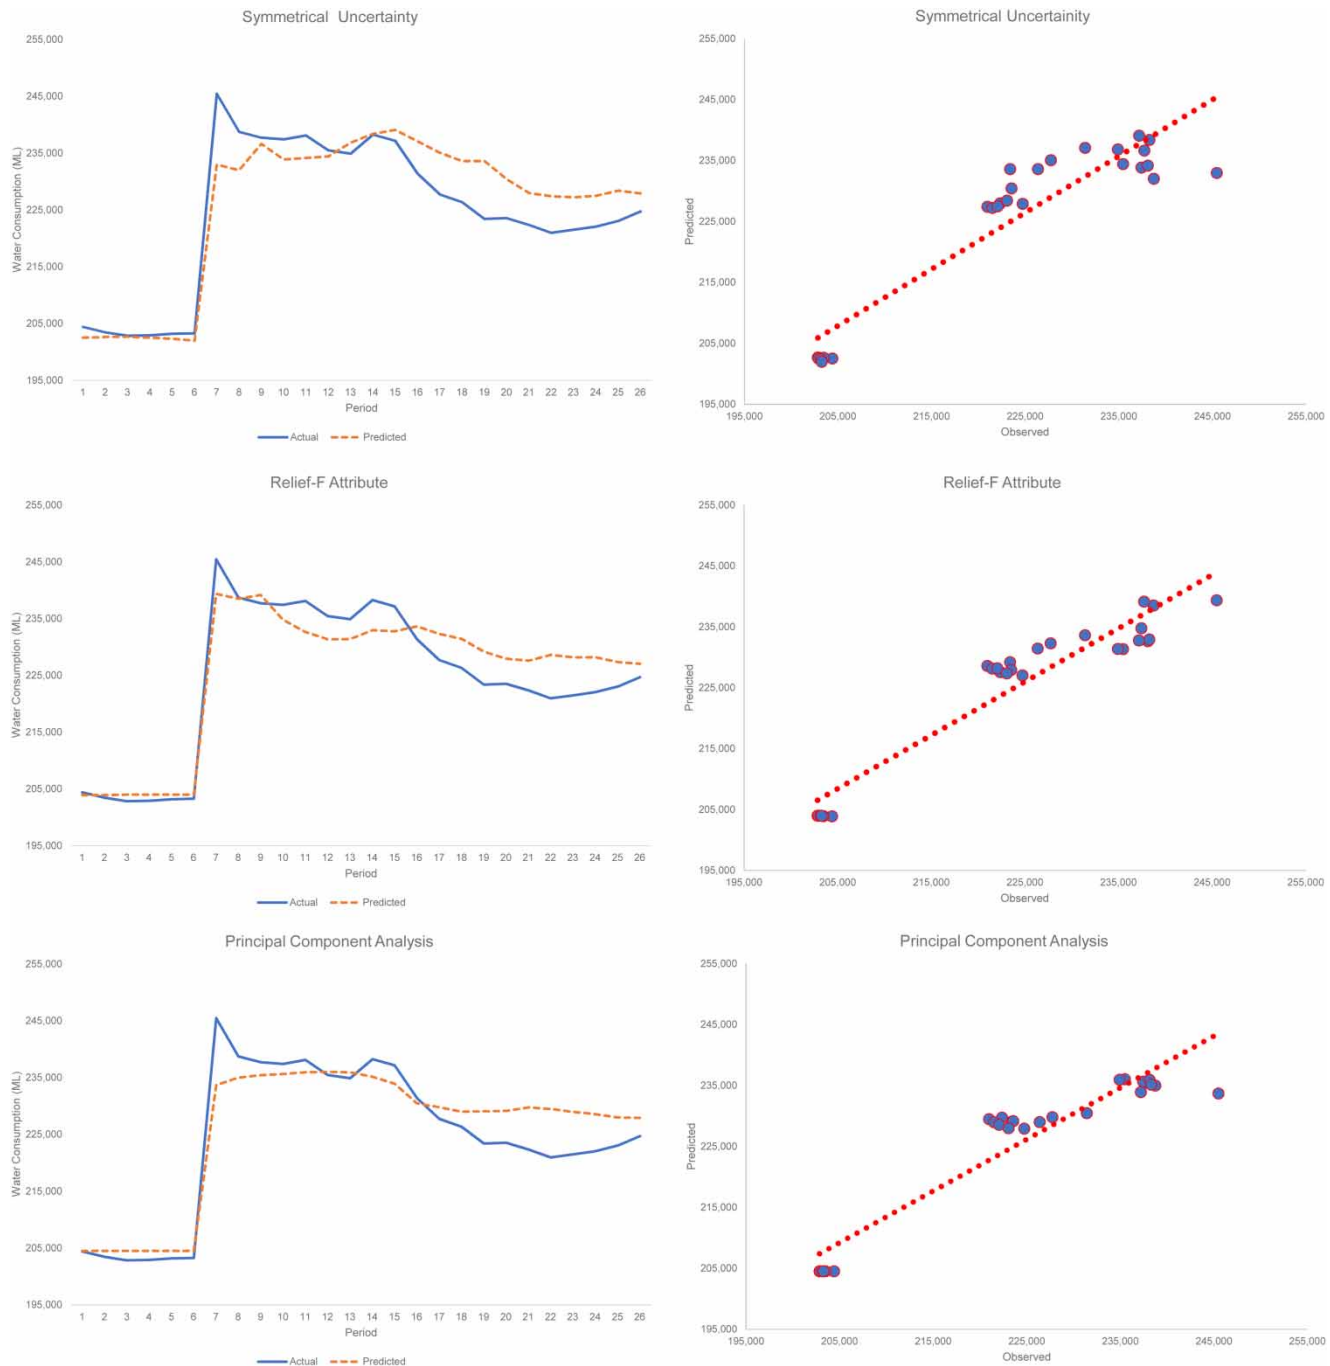 Symmetrical Uncertainty
255,000
245,000
235,000
225,000
215,000
205,000
195,000
Water Consumption (ML)
1 2 3 4 5 6 7 8 9 10 11 12 13 14 15 16 17 18 19 20 21 22 23 24 25 26
Period
Actual Predicted
Symmetrical Uncertainity
255,000
245,000
235,000
225,000
215,000
205,000
195,000
Predicted
195,000 205,000 215,000 225,000 235,000 245,000 255,000
Observed
Relief-F Attribute
255,000
245,000
235,000
225,000
215,000
205,000
195,000
Water Consumption (ML)
1 2 3 4 5 6 7 8 9 10 11 12 13 14 15 16 17 18 19 20 21 22 23 24 25 26
Period
Actual Predicted
Relief-F Attribute
255,000
245,000
235,000
225,000
215,000
205,000
195,000
Predicted
195,000 205,000 215,000 225,000 235,000 245,000 255,000
Observed
Principal Component Analysis
255,000
245,000
235,000
225,000
215,000
205,000
195,000
Water Consumption (ML)
1 2 3 4 5 6 7 8 9 10 11 12 13 14 15 16 17 18 19 20 21 22 23 24 25 26
Period
Actual Predicted
Principal Component Analysis
255,000
245,000
235,000
225,000
215,000
205,000
195,000
Predicted
195,000 205,000 215,000 225,000 235,000 245,000 255,000
Observed